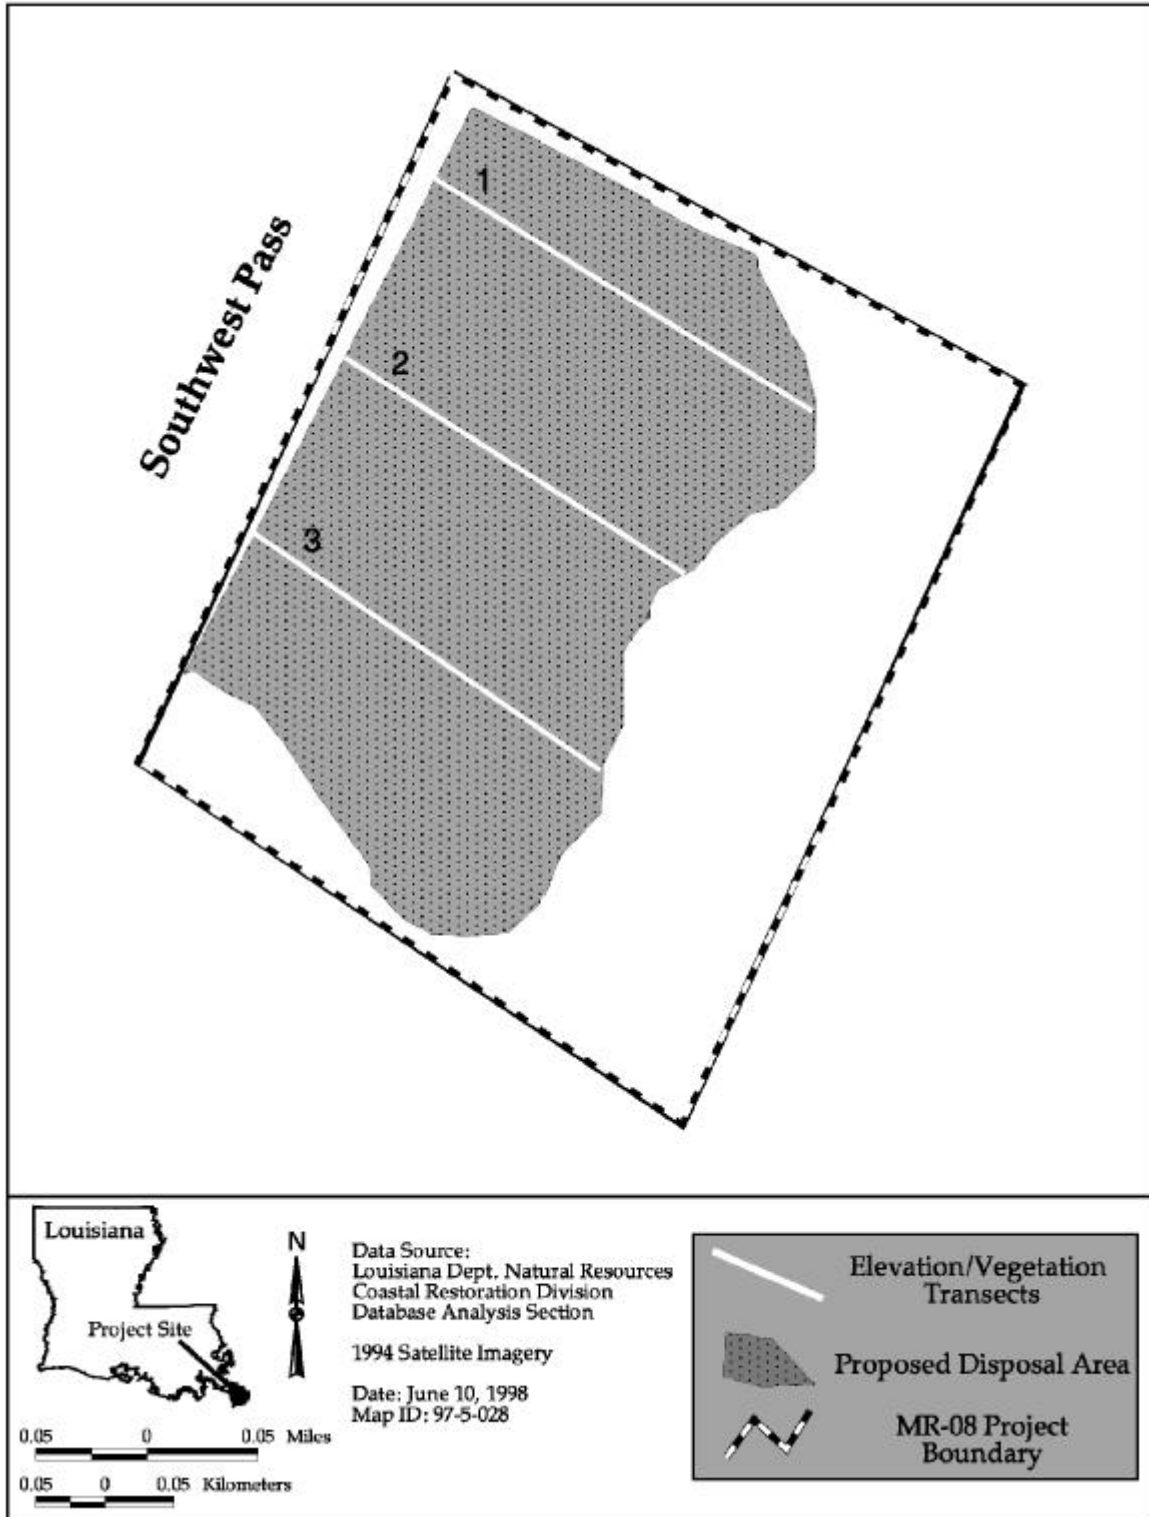 1
Southwest Pass
2
3
Louisiana
Project Site
0.05 0 0.05 Miles
0.05 0 0.05 Kilometers
N
Data Source:
Louisiana Dept. Natural Resources
Coastal Restoration Division
Database Analysis Section
1994 Satellite Imagery
Date: June 10, 1998
Map ID: 97-5-028
Elevation/Vegetation
Transects
Proposed Disposal Area
MR-08 Project
Boundary